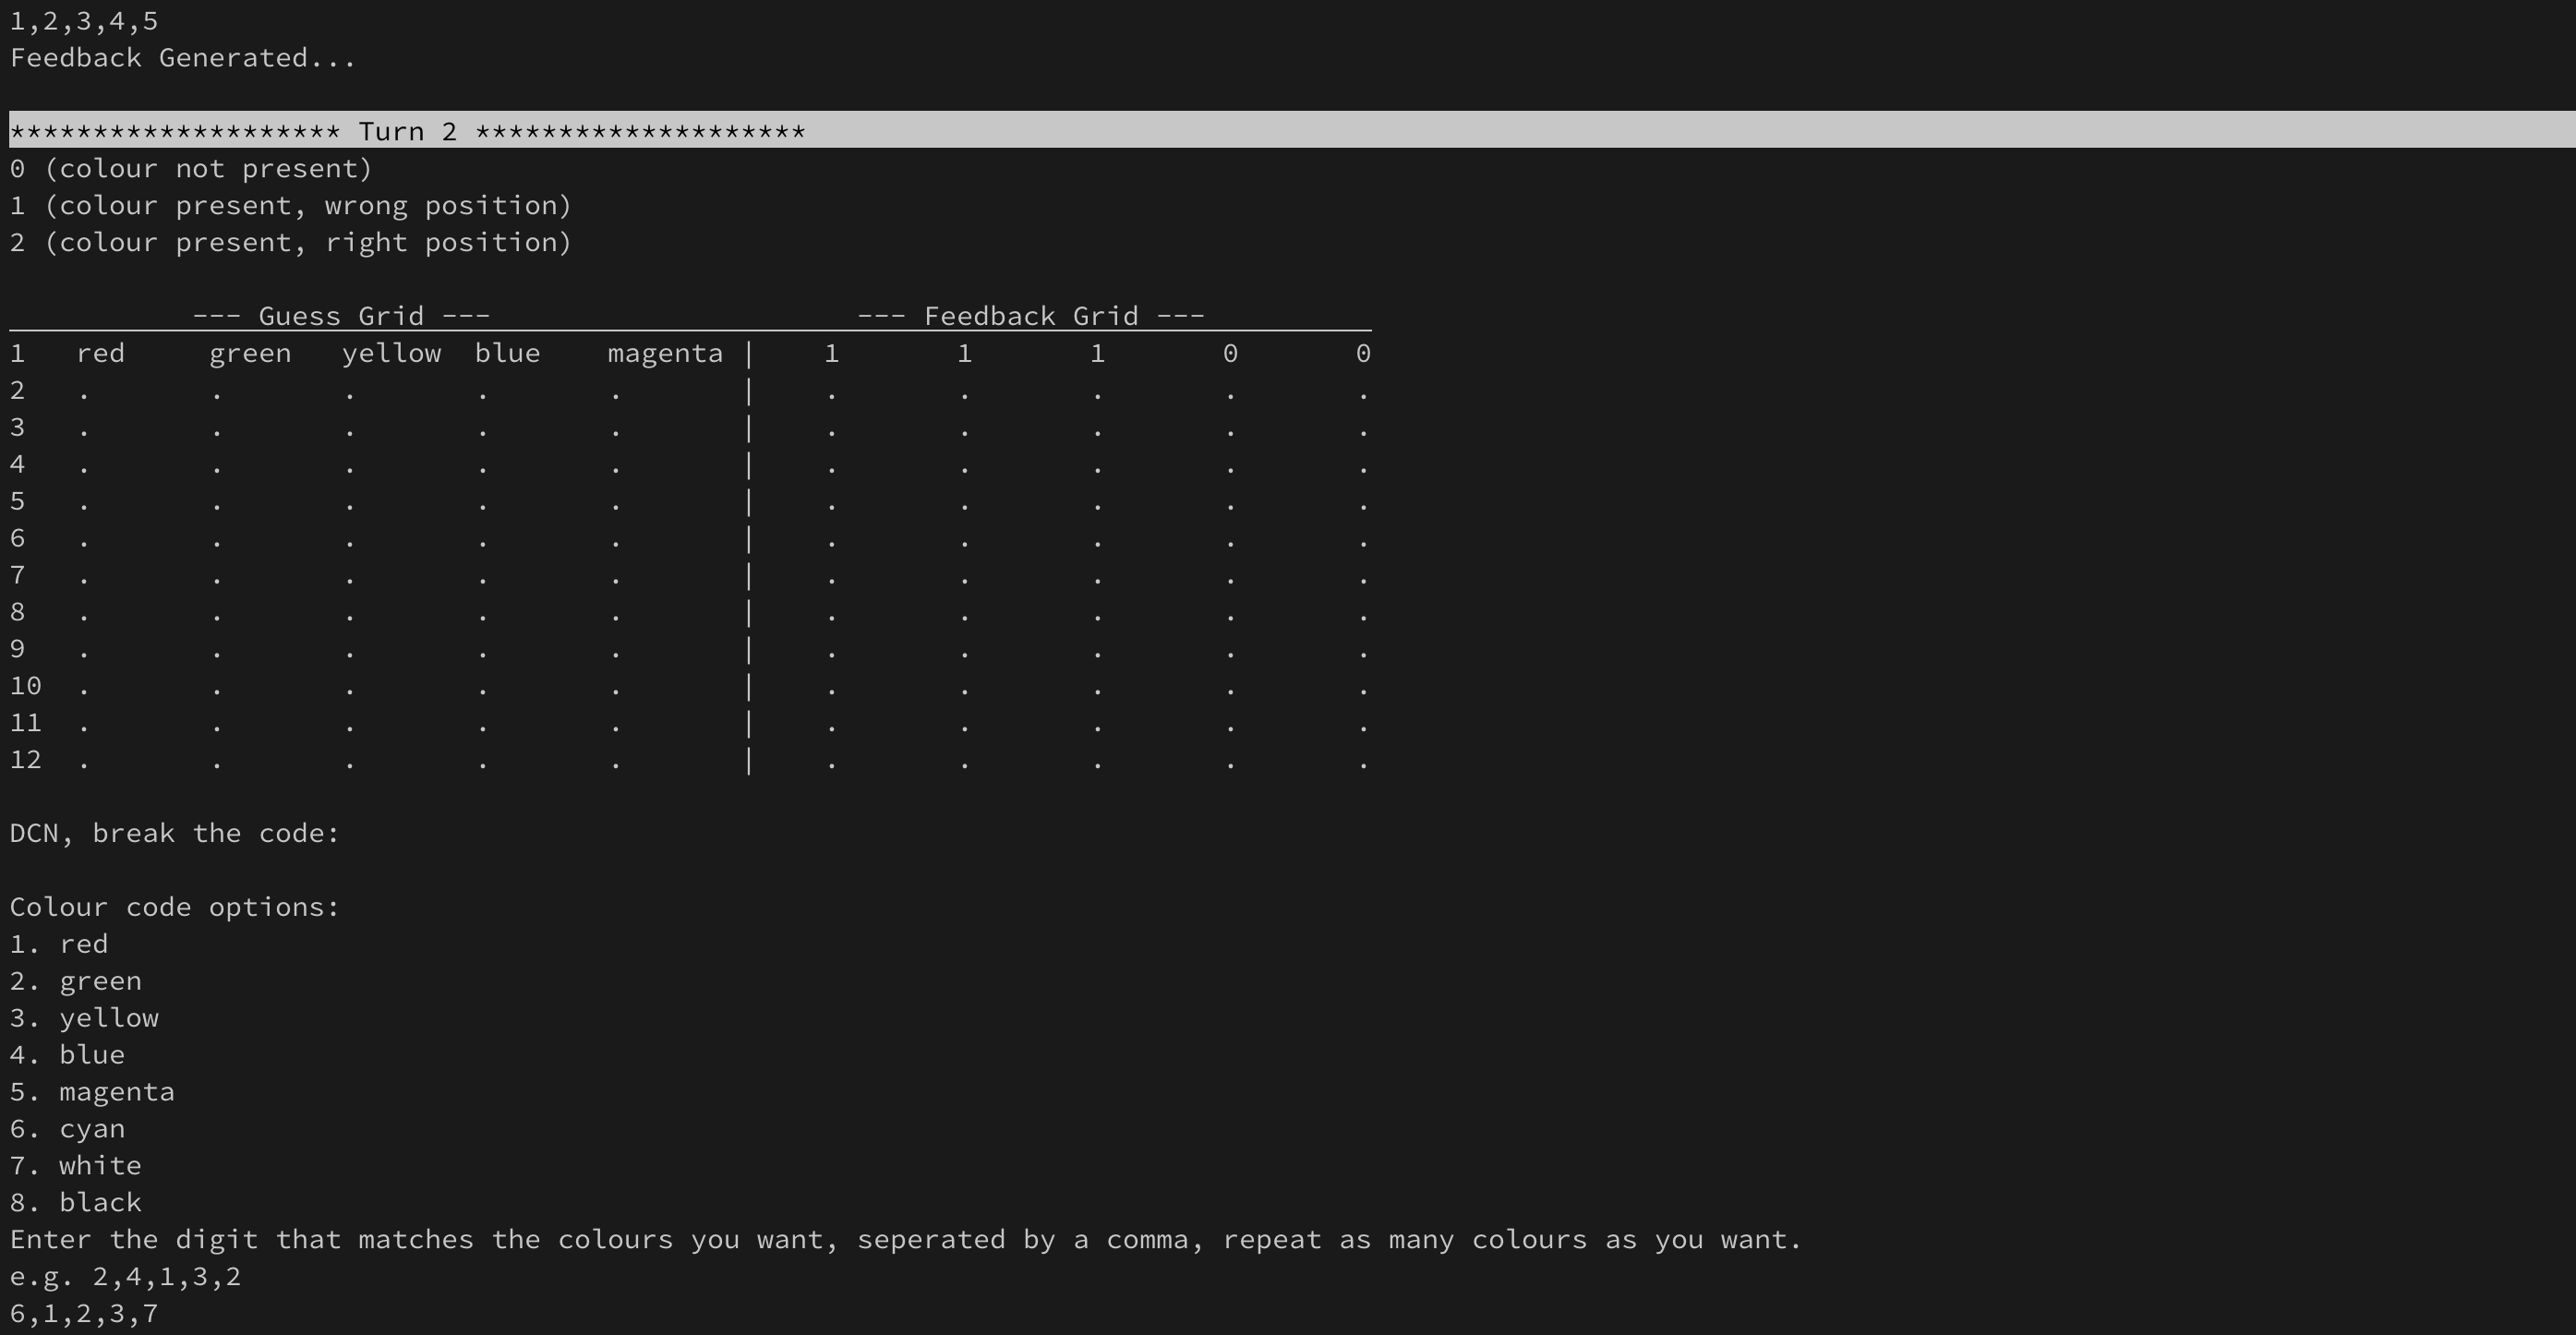 1,2,3,4,5
Feedback Generated...
******************** Turn 2 ********************
0 (colour not present)
1 (colour present, wrong position)
2 (colour present, right position)
--- Guess Grid --- --- Feedback Grid ---
1 red green yellow blue magenta | 1 1 1 0 0
2 . . . . . | . . . . .
3 . . . . . | . . . . .
4 . . . . . | . . . . .
5 . . . . . | . . . . .
6 . . . . . | . . . . .
7 . . . . . | . . . . .
8 . . . . . | . . . . .
9 . . . . . | . . . . .
10 . . . . . | . . . . .
11 . . . . . | . . . . .
12 . . . . . | . . . . .
DCN, break the code:
Colour code options:
1. red
2. green
3. yellow
4. blue
5. magenta
6. cyan
7. white
8. black
Enter the digit that matches the colours you want, seperated by a comma, repeat as many colours as you want.
e.g. 2,4,1,3,2
6,1,2,3,7